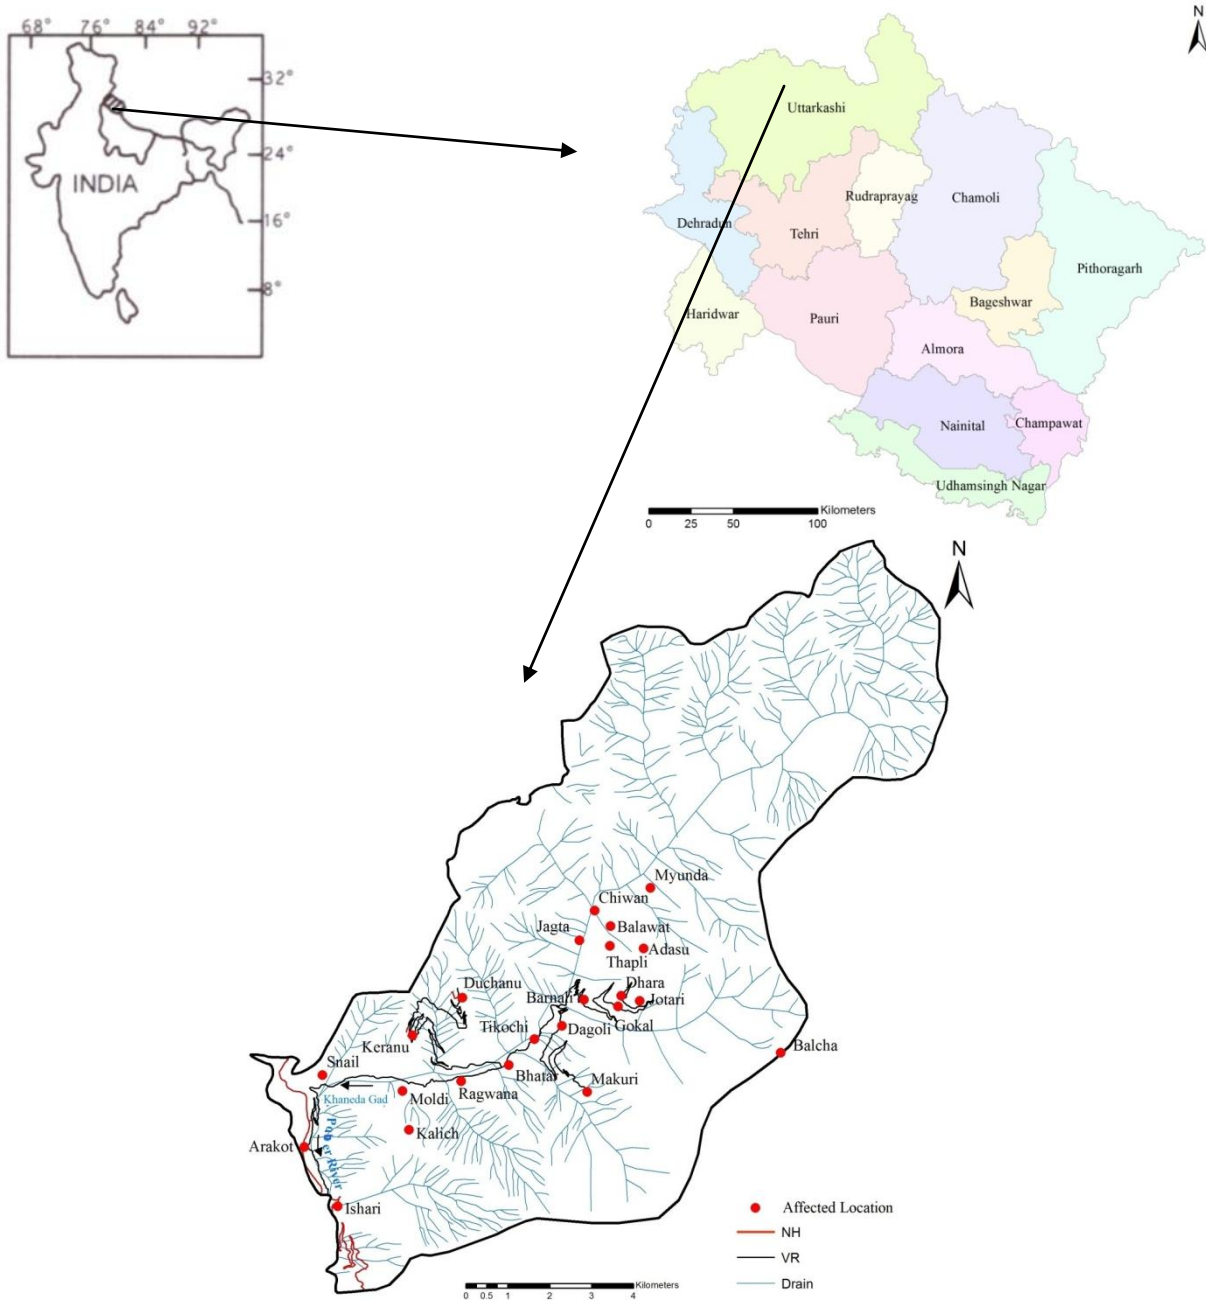 68° 76° 84° 92°
32°
24°
16°
8°
INDIA
N
Uttarkashi
Rudraprayag
Chamoli
Dehradun
Tehri
Pithoragarh
Haridwar
Pauri
Bageshwar
Almora
Nainital
Champawat
Udhamsingh Nagar
Kilometers
0 25 50 100
N
Myunda
Chiwan
Jagta
Balawat
Adasu
Thapli
Duchanu
Dhara
Barnali
Jotari
Tikochi
Dagoli
Gokal
Keranu
Balcha
Snail
Bhatar
Makuri
Ragwana
Moldi
Khaneda Gad
Kalich
Arakot
River
Ishari
Affected Location
NH
VR
Drain
Kilometers
0 0.5 1 2 3 4